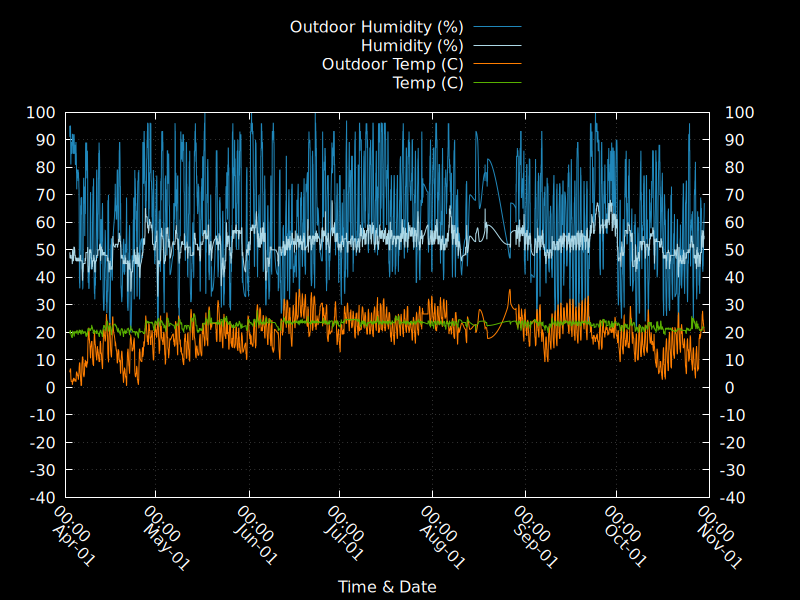 Outdoor Humidity (%)
Humidity (%)
Outdoor Temp (C)
Temp (C)
100 100
90 90
80 80
70 70
60 60
50 50
40 40
30 30
20 20
10 10
0 0
-10 -10
-20 -20
-30 -30
-40 -40
00:00 00:00 00:00 00:00 00:00 00:00 00:00 00:00
Apr-01 May-01 Jun-01 Jul-01 Aug-01 Sep-01 Oct-01 Nov-01
Time & Date